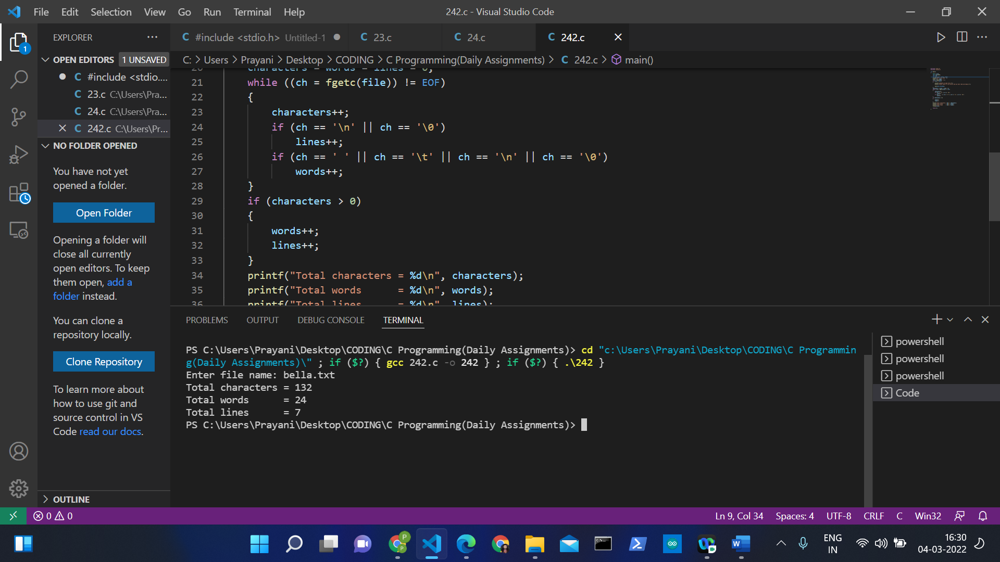 File Edit Selection View Go Run Terminal Help
242.c - Visual Studio Code
EXPLORER
#include <stdio.h> Untitled-1
23.c
24.c
242.c
OPEN EDITORS 1 UNSAVED
#include <stdio....
23.c C:\Users\Pra...
24.c C:\Users\Pra...
242.c C:\Users\Pr...
NO FOLDER OPENED
You have not yet
opened a folder.
Open Folder
Opening a folder will
close all currently
open editors. To keep
them open, add a
folder instead.
You can clone a
repository locally.
Clone Repository
To learn more about
how to use git and
source control in VS
Code read our docs.
OUTLINE
C: > Users > Prayani > Desktop > CODING > C Programming(Daily Assignments) > C 242.c > main()
20 characters = words = lines = 0;
21 while ((ch = fgetc(file)) != EOF)
22 {
23 characters++;
24 if (ch == '\n' || ch == '\0')
25 lines++;
26 if (ch == ' ' || ch == '\t' || ch == '\n' || ch == '\0')
27 words++;
28 }
29 if (characters > 0)
30 {
31 words++;
32 lines++;
33 }
34 printf("Total characters = %d\n", characters);
35 printf("Total words      = %d\n", words);
36 printf("Total lines      = %d\n", lines);
PROBLEMS OUTPUT DEBUG CONSOLE TERMINAL
PS C:\Users\Prayani\Desktop\CODING\C Programming(Daily Assignments)> cd "c:\Users\Prayani\Desktop\CODING\C Programmin
g(Daily Assignments)\" ; if ($?) { gcc 242.c -o 242 } ; if ($?) { .\242 }
Enter file name: bella.txt
Total characters = 132
Total words      = 24
Total lines      = 7
PS C:\Users\Prayani\Desktop\CODING\C Programming(Daily Assignments)>
powershell
powershell
powershell
Code
0 0
Ln 9, Col 34 Spaces: 4 UTF-8 CRLF C Win32
ENG
IN
16:30
04-03-2022